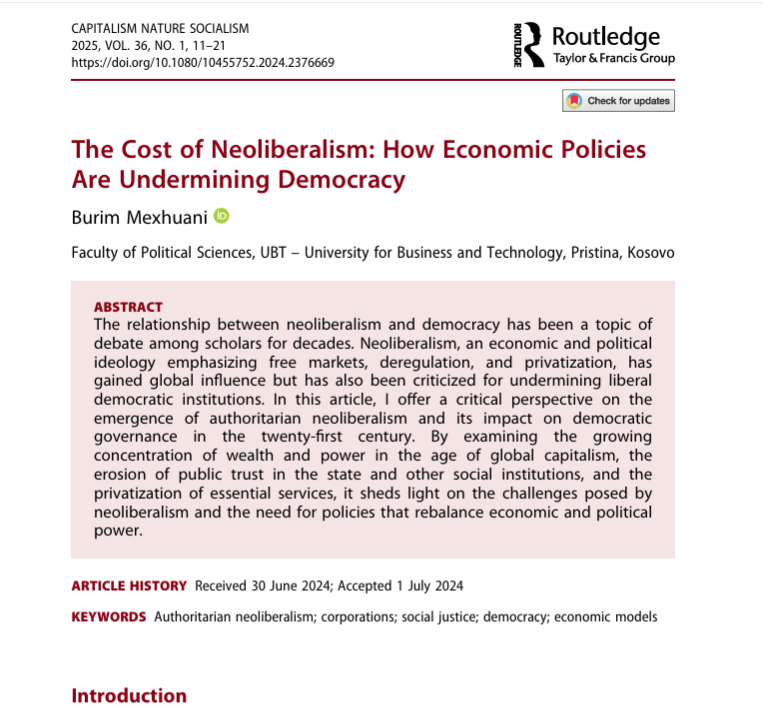 CAPITALISM NATURE SOCIALISM
2025, VOL. 36, NO. 1, 11–21
https://doi.org/10.1080/10455752.2024.2376669
ROUTLEDGE
Routledge
Taylor & Francis Group
Check for updates
The Cost of Neoliberalism: How Economic Policies
Are Undermining Democracy
Burim Mexhuani iD
Faculty of Political Sciences, UBT – University for Business and Technology, Pristina, Kosovo
ABSTRACT
The relationship between neoliberalism and democracy has been a topic of
debate among scholars for decades. Neoliberalism, an economic and political
ideology emphasizing free markets, deregulation, and privatization, has
gained global influence but has also been criticized for undermining liberal
democratic institutions. In this article, I offer a critical perspective on the
emergence of authoritarian neoliberalism and its impact on democratic
governance in the twenty-first century. By examining the growing
concentration of wealth and power in the age of global capitalism, the
erosion of public trust in the state and other social institutions, and the
privatization of essential services, it sheds light on the challenges posed by
neoliberalism and the need for policies that rebalance economic and political
power.
ARTICLE HISTORY Received 30 June 2024; Accepted 1 July 2024
KEYWORDS Authoritarian neoliberalism; corporations; social justice; democracy; economic models
Introduction